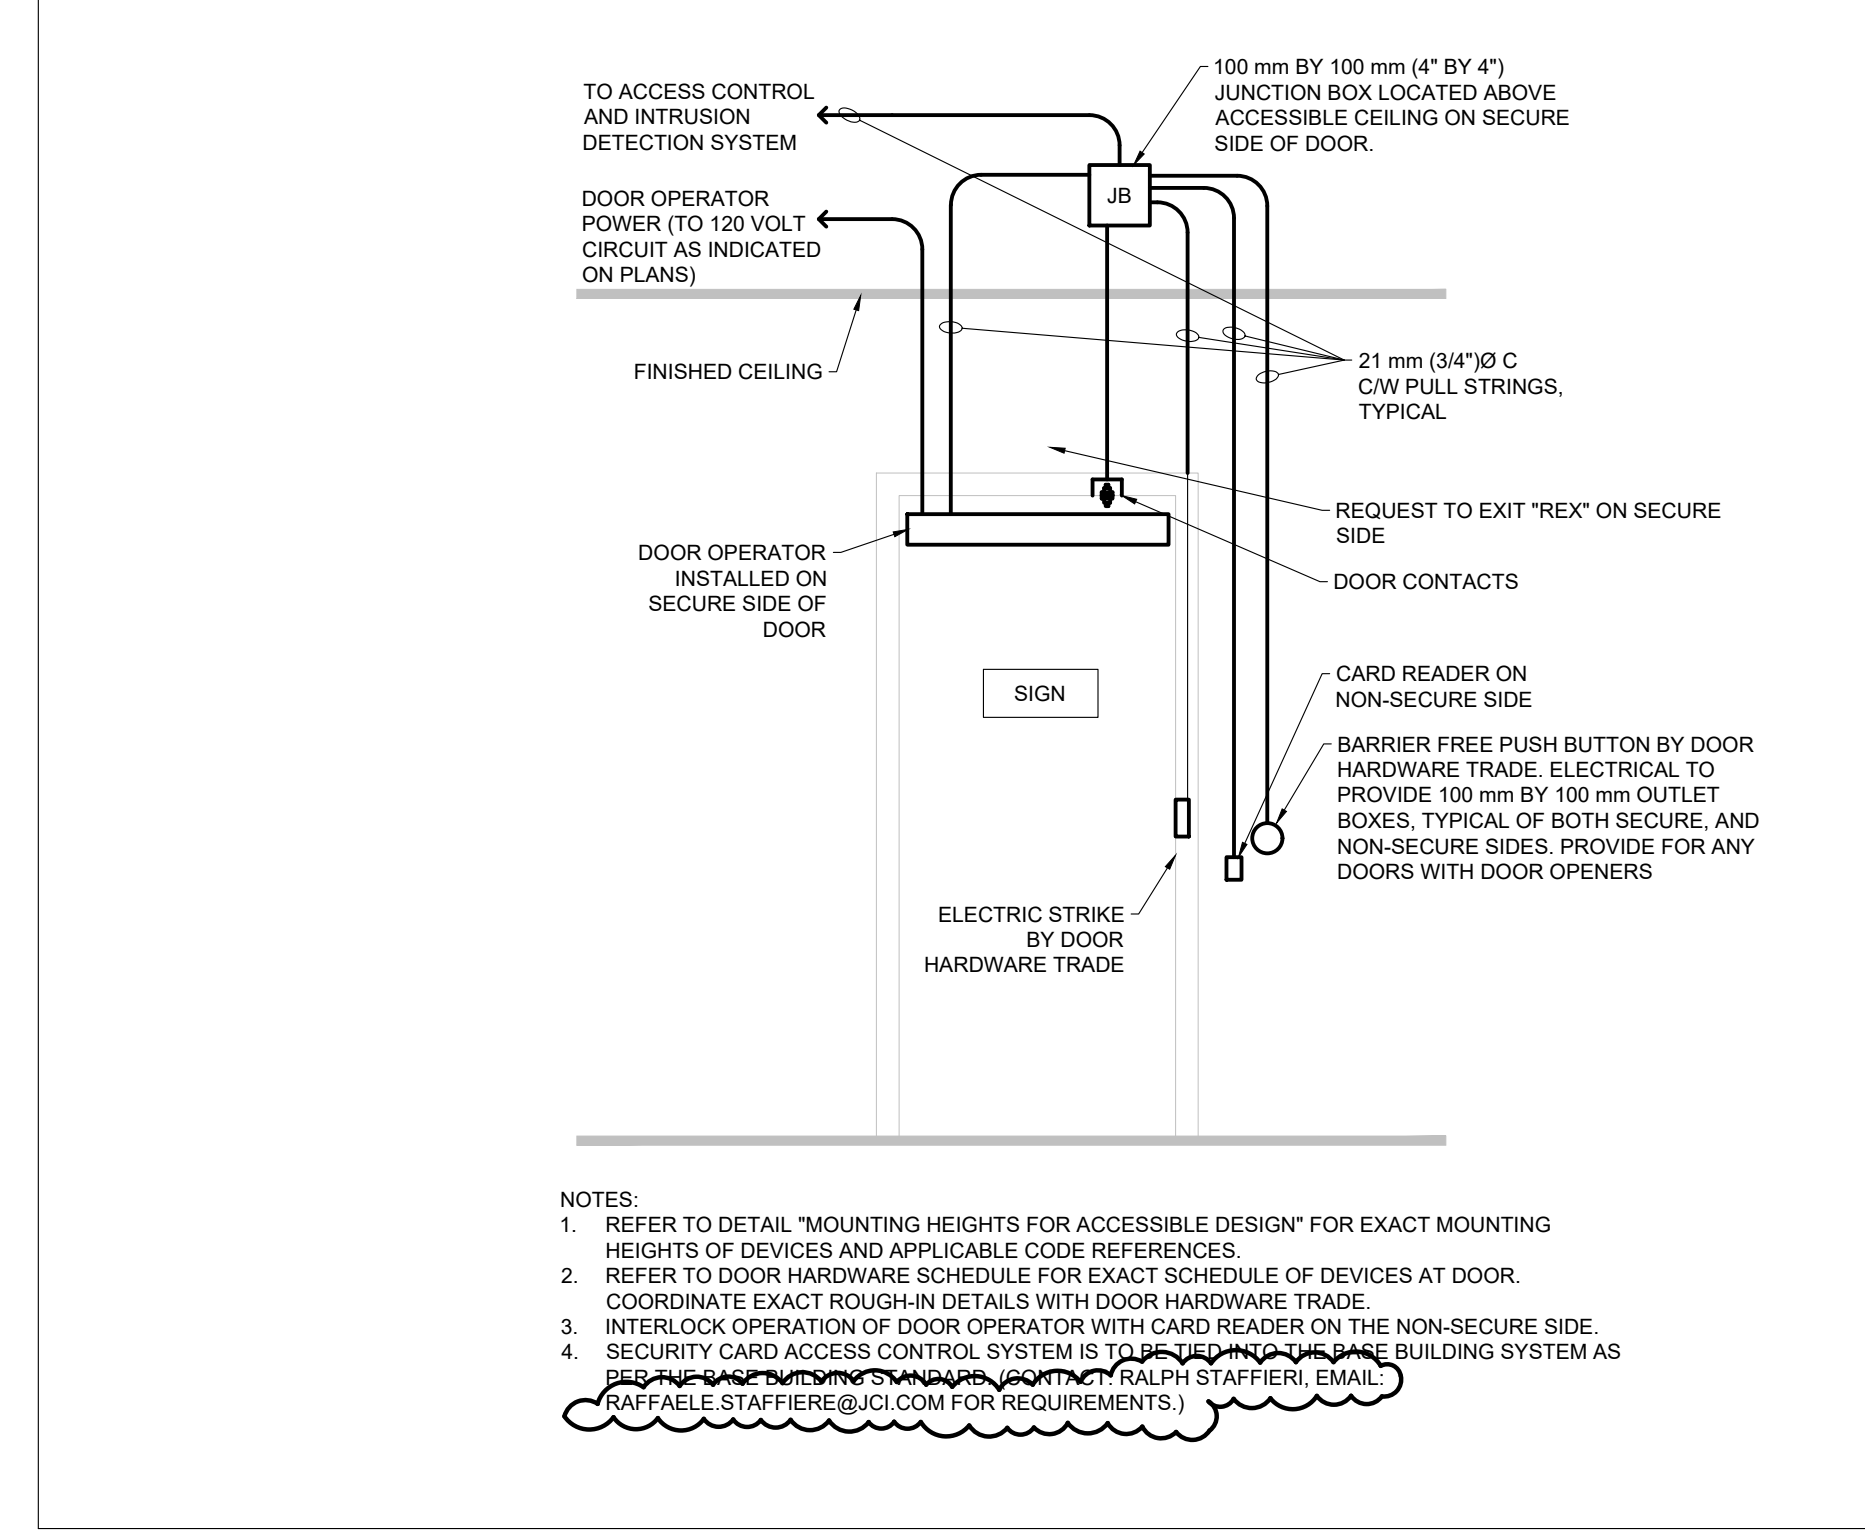 TO ACCESS CONTROL
AND INTRUSION
DETECTION SYSTEM
100 mm BY 100 mm (4" BY 4")
JUNCTION BOX LOCATED ABOVE
ACCESSIBLE CEILING ON SECURE
SIDE OF DOOR.
JB
DOOR OPERATOR
POWER (TO 120 VOLT
CIRCUIT AS INDICATED
ON PLANS)
FINISHED CEILING
21 mm (3/4")Ø C
C/W PULL STRINGS,
TYPICAL
REQUEST TO EXIT "REX" ON SECURE
SIDE
DOOR OPERATOR
INSTALLED ON
SECURE SIDE OF
DOOR
DOOR CONTACTS
SIGN
CARD READER ON
NON-SECURE SIDE
BARRIER FREE PUSH BUTTON BY DOOR
HARDWARE TRADE. ELECTRICAL TO
PROVIDE 100 mm BY 100 mm OUTLET
BOXES, TYPICAL OF BOTH SECURE, AND
NON-SECURE SIDES. PROVIDE FOR ANY
DOORS WITH DOOR OPENERS
ELECTRIC STRIKE
BY DOOR
HARDWARE TRADE
NOTES:
1. REFER TO DETAIL "MOUNTING HEIGHTS FOR ACCESSIBLE DESIGN" FOR EXACT MOUNTING
HEIGHTS OF DEVICES AND APPLICABLE CODE REFERENCES.
2. REFER TO DOOR HARDWARE SCHEDULE FOR EXACT SCHEDULE OF DEVICES AT DOOR.
COORDINATE EXACT ROUGH-IN DETAILS WITH DOOR HARDWARE TRADE.
3. INTERLOCK OPERATION OF DOOR OPERATOR WITH CARD READER ON THE NON-SECURE SIDE.
4. SECURITY CARD ACCESS CONTROL SYSTEM IS TO BE TIED INTO THE BASE BUILDING SYSTEM AS
PER THE BASE BUILDING STANDARD. (CONTACT: RALPH STAFFIERI, EMAIL:
RAFFAELE.STAFFIERE@JCI.COM FOR REQUIREMENTS.)